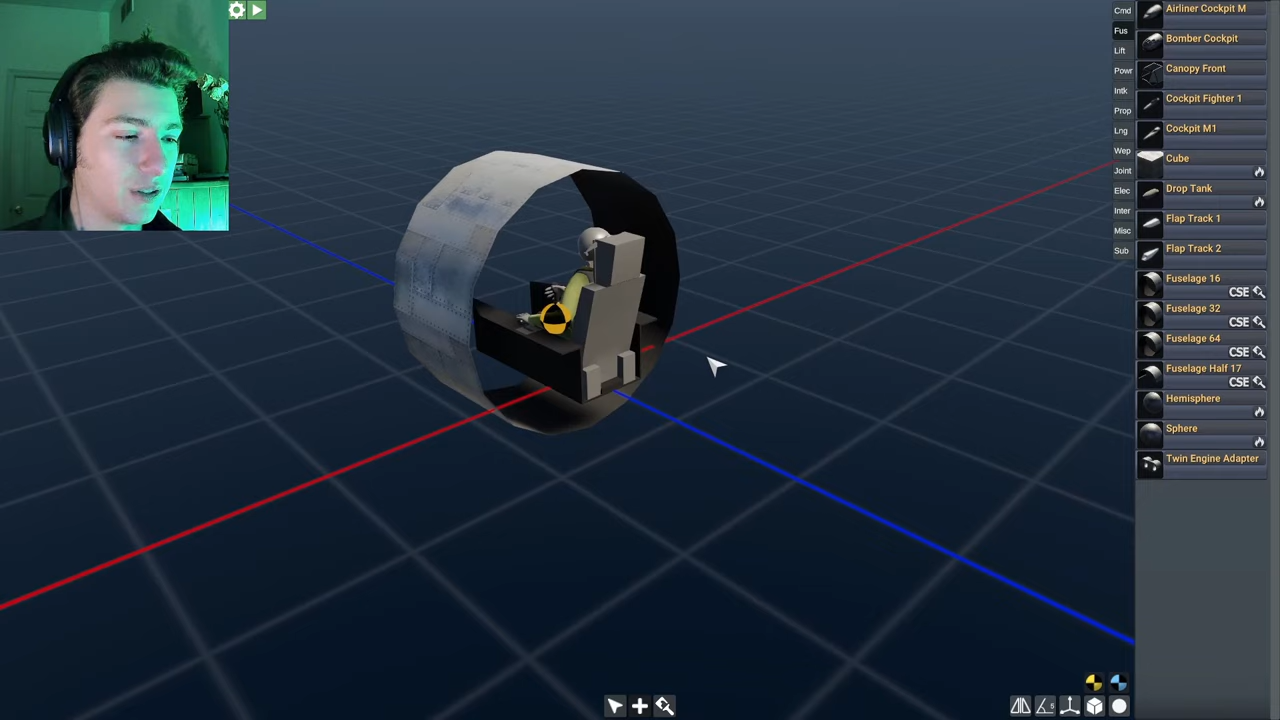 Cmd
Fus
Lift
Powr
Intk
Prop
Lng
Wep
Joint
Elec
Inter
Misc
Sub
Airliner Cockpit M
Bomber Cockpit
Canopy Front
Cockpit Fighter 1
Cockpit M1
Cube
Drop Tank
Flap Track 1
Flap Track 2
Fuselage 16
CSE
Fuselage 32
CSE
Fuselage 64
CSE
Fuselage Half 17
CSE
Hemisphere
Sphere
Twin Engine Adapter
5